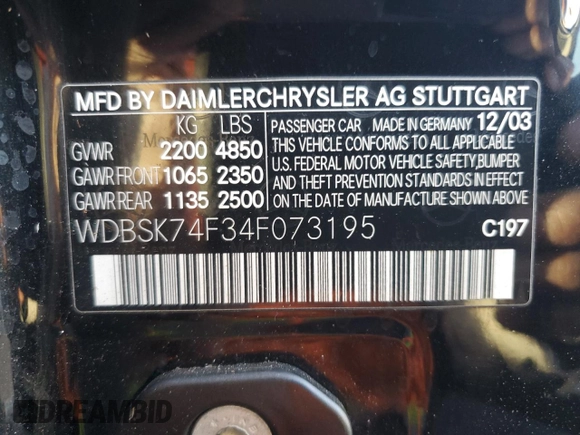 MFD BY DAIMLERCHRYSLER AG STUTTGART
KG LBS
GVWR 2200 4850
GAWR FRONT 1065 2350
GAWR REAR 1135 2500
PASSENGER CAR MADE IN GERMANY 12/03
THIS VEHICLE CONFORMS TO ALL APPLICABLE
U.S. FEDERAL MOTOR VEHICLE SAFETY, BUMPER
AND THEFT PREVENTION STANDARDS IN EFFECT
ON THE DATE OF MANUFACTURE SHOWN ABOVE
WDBSK74F34F073195 C197
DREAMBID